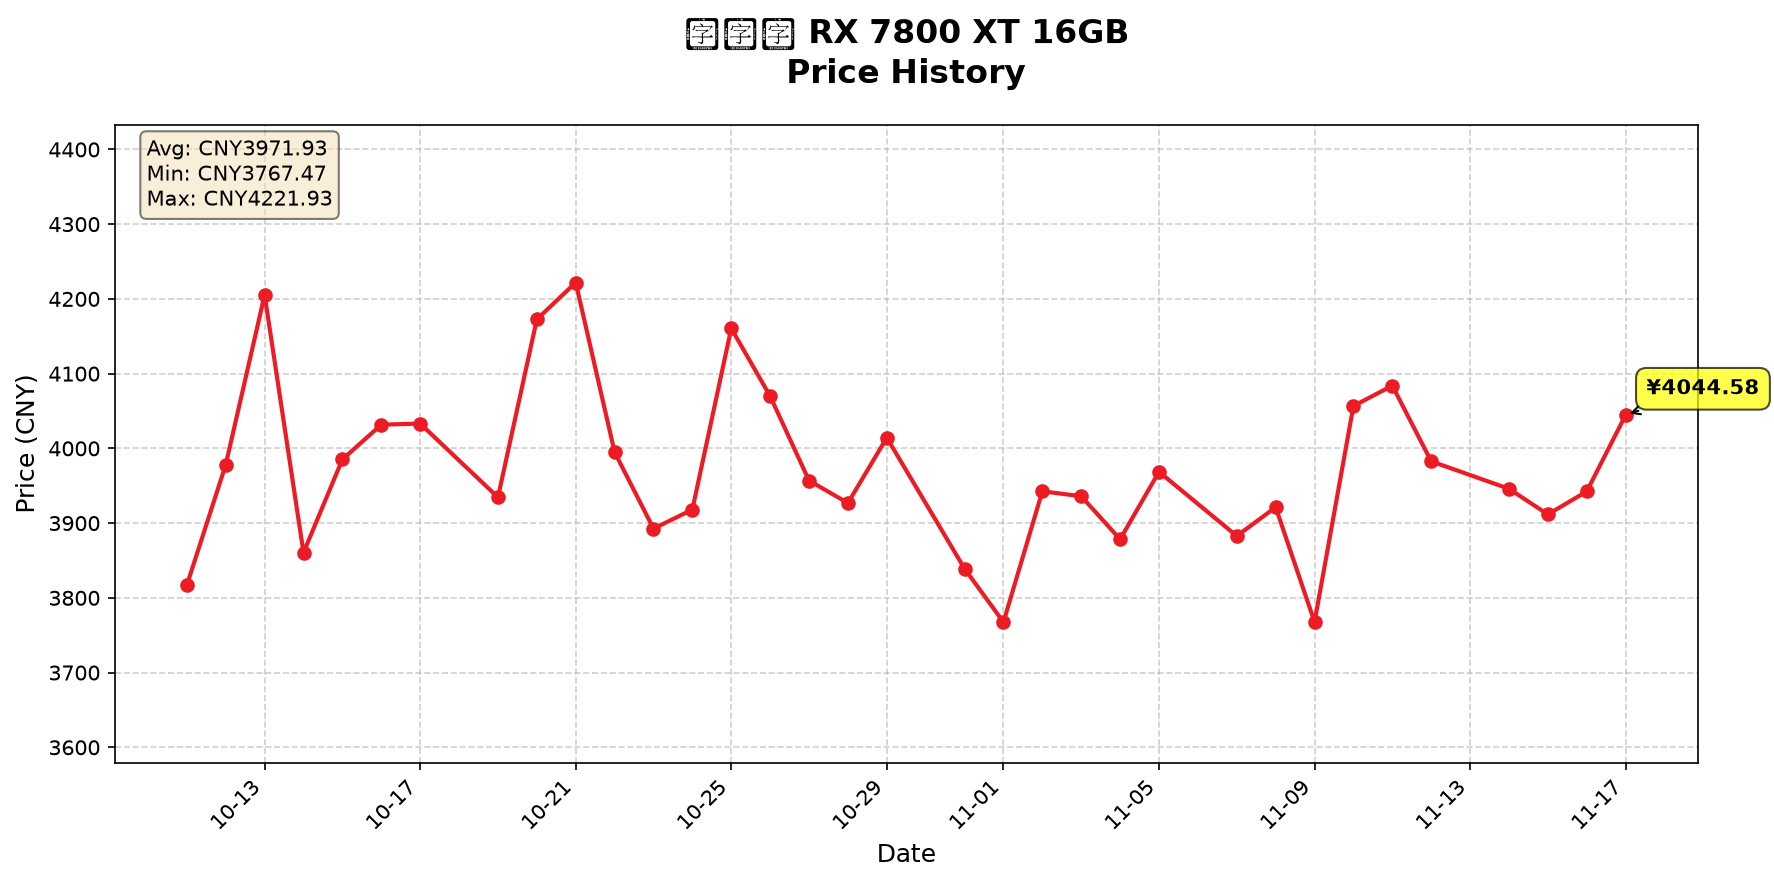 RX 7800 XT 16GB
Price History
Avg: CNY3971.93
Min: CNY3767.47
Max: CNY4221.93
4400
4300
4200
4100
4000
3900
3800
3700
3600
Price (CNY)
¥4044.58
10-13
10-17
10-21
10-25
10-29
11-01
11-05
11-09
11-13
11-17
Date